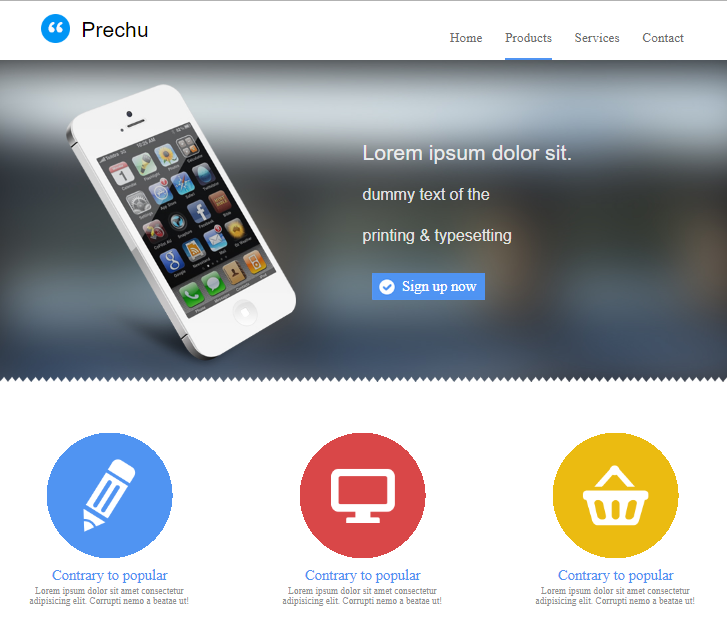 Prechu
Home Products Services Contact
Lorem ipsum dolor sit.
dummy text of the
printing & typesetting
Sign up now
Contrary to popular
Lorem ipsum dolor sit amet consectetur
adipisicing elit. Corrupti nemo a beatae ut!
Contrary to popular
Lorem ipsum dolor sit amet consectetur
adipisicing elit. Corrupti nemo a beatae ut!
Contrary to popular
Lorem ipsum dolor sit amet consectetur
adipisicing elit. Corrupti nemo a beatae ut!